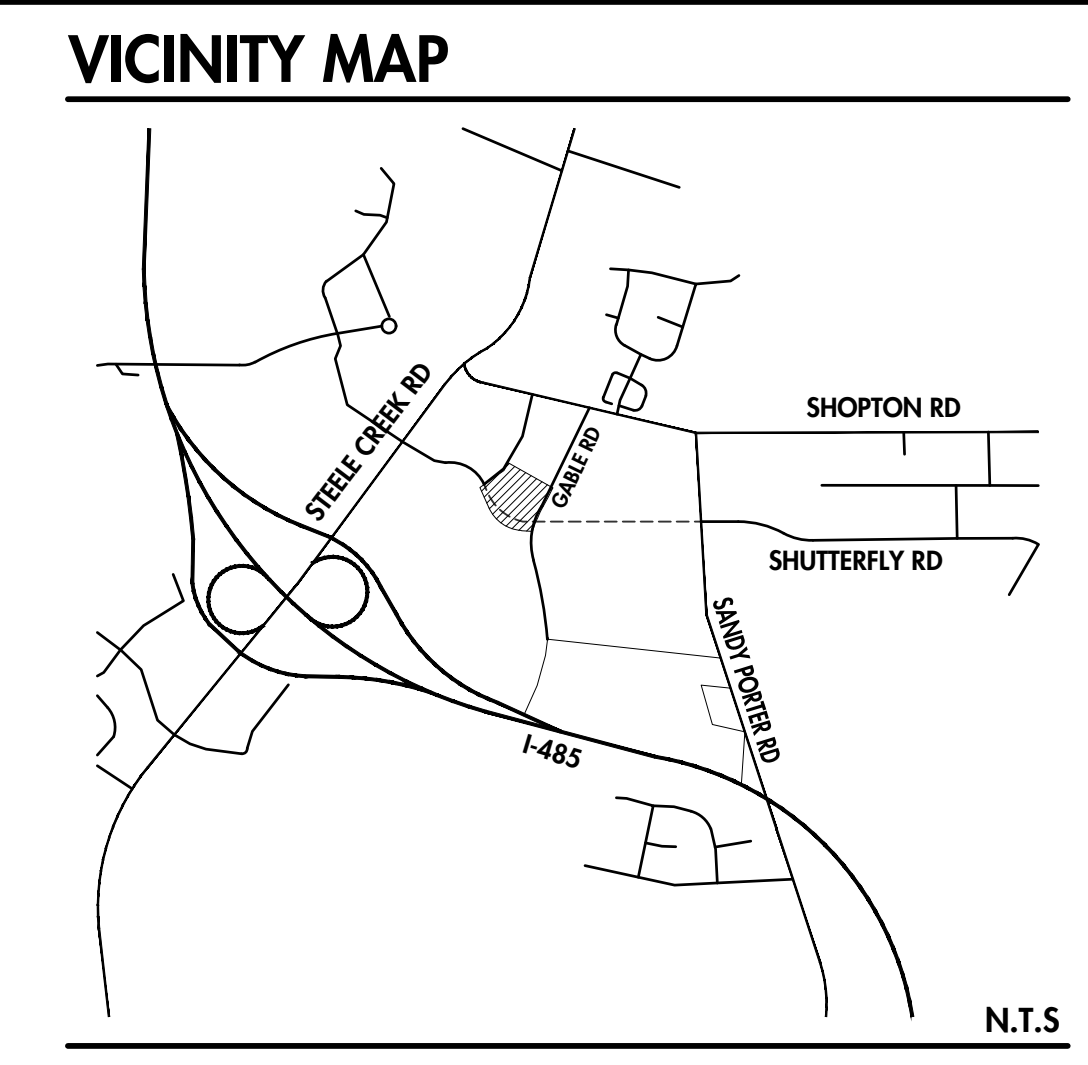 VICINITY MAP
STEELE CREEK RD
SHOPTON RD
GABLE RD
SHUTTERFLY RD
SANDY PORTER RD
I-485
N.T.S